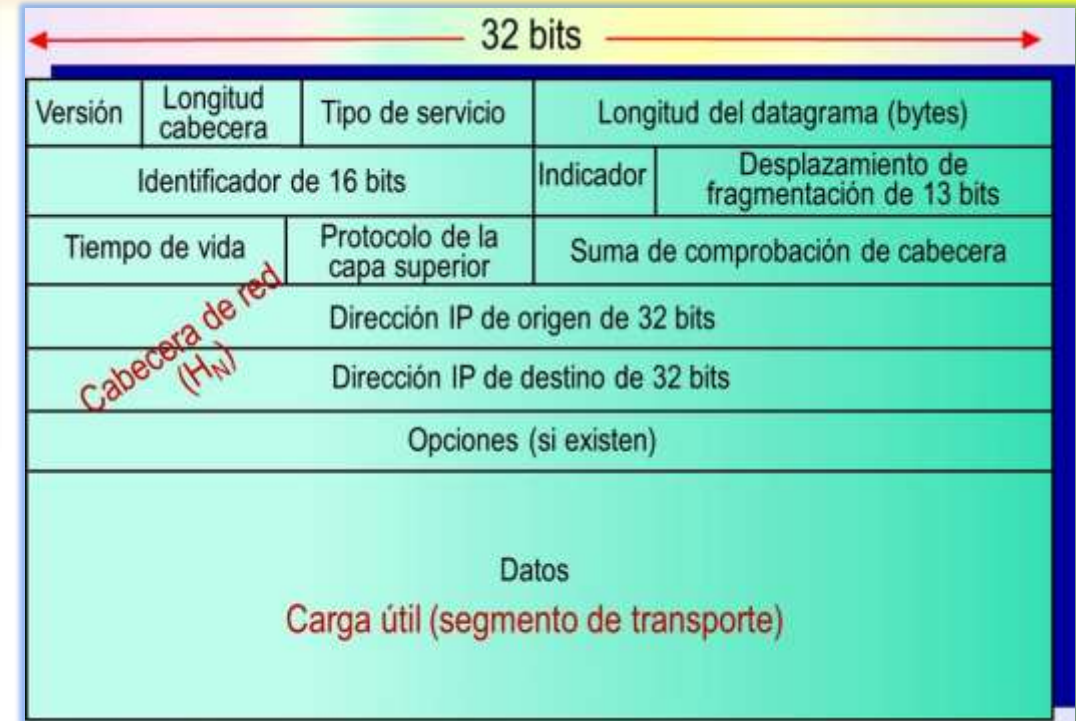 32 bits
Versión
Longitud
cabecera
Tipo de servicio
Longitud del datagrama (bytes)
Identificador de 16 bits
Indicador
Desplazamiento de
fragmentación de 13 bits
Tiempo de vida
Protocolo de la
capa superior
Suma de comprobación de cabecera
Cabecera de red
(HN)
Dirección IP de origen de 32 bits
Dirección IP de destino de 32 bits
Opciones (si existen)
Datos
Carga útil (segmento de transporte)